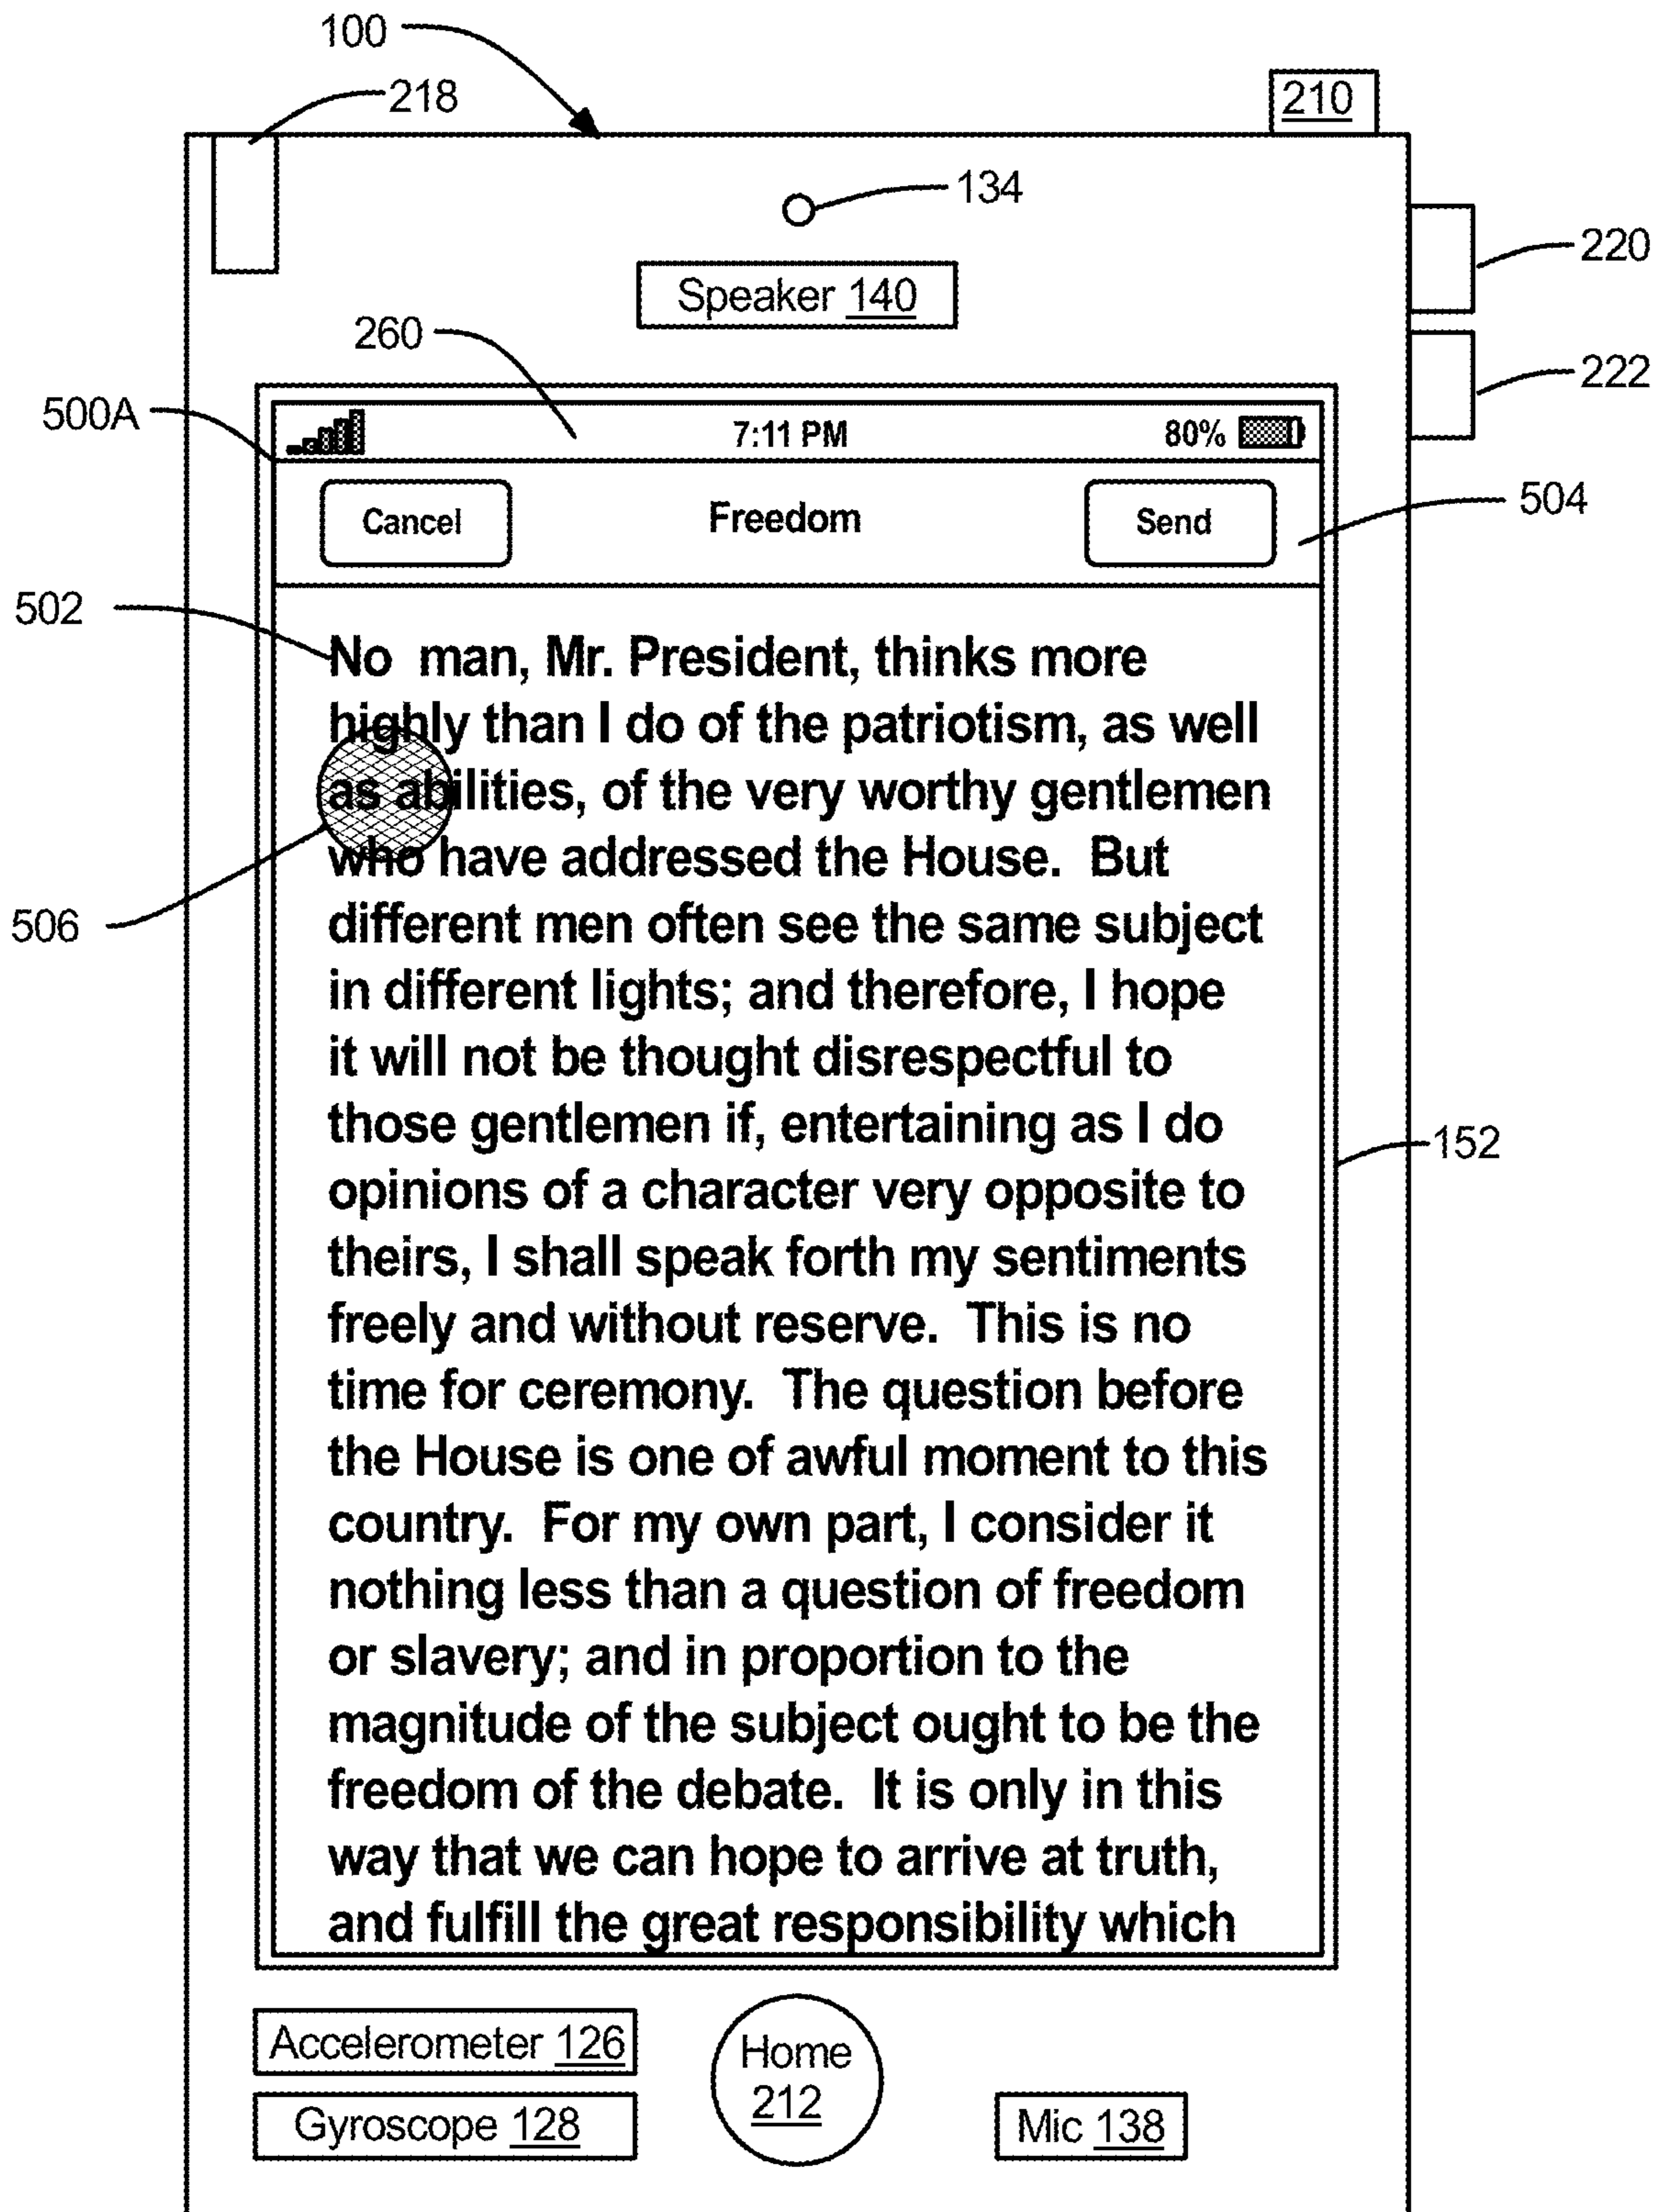 100
218
210
134
220
Speaker 140
260
222
500A
7:11 PM
80%
Cancel
Freedom
Send
504
502
No man, Mr. President, thinks more
highly than I do of the patriotism, as well
as abilities, of the very worthy gentlemen
who have addressed the House. But
506
different men often see the same subject
in different lights; and therefore, I hope
it will not be thought disrespectful to
those gentlemen if, entertaining as I do
152
opinions of a character very opposite to
theirs, I shall speak forth my sentiments
freely and without reserve. This is no
time for ceremony. The question before
the House is one of awful moment to this
country. For my own part, I consider it
nothing less than a question of freedom
or slavery; and in proportion to the
magnitude of the subject ought to be the
freedom of the debate. It is only in this
way that we can hope to arrive at truth,
and fulfill the great responsibility which
Accelerometer 126
Home
212
Gyroscope 128
Mic 138